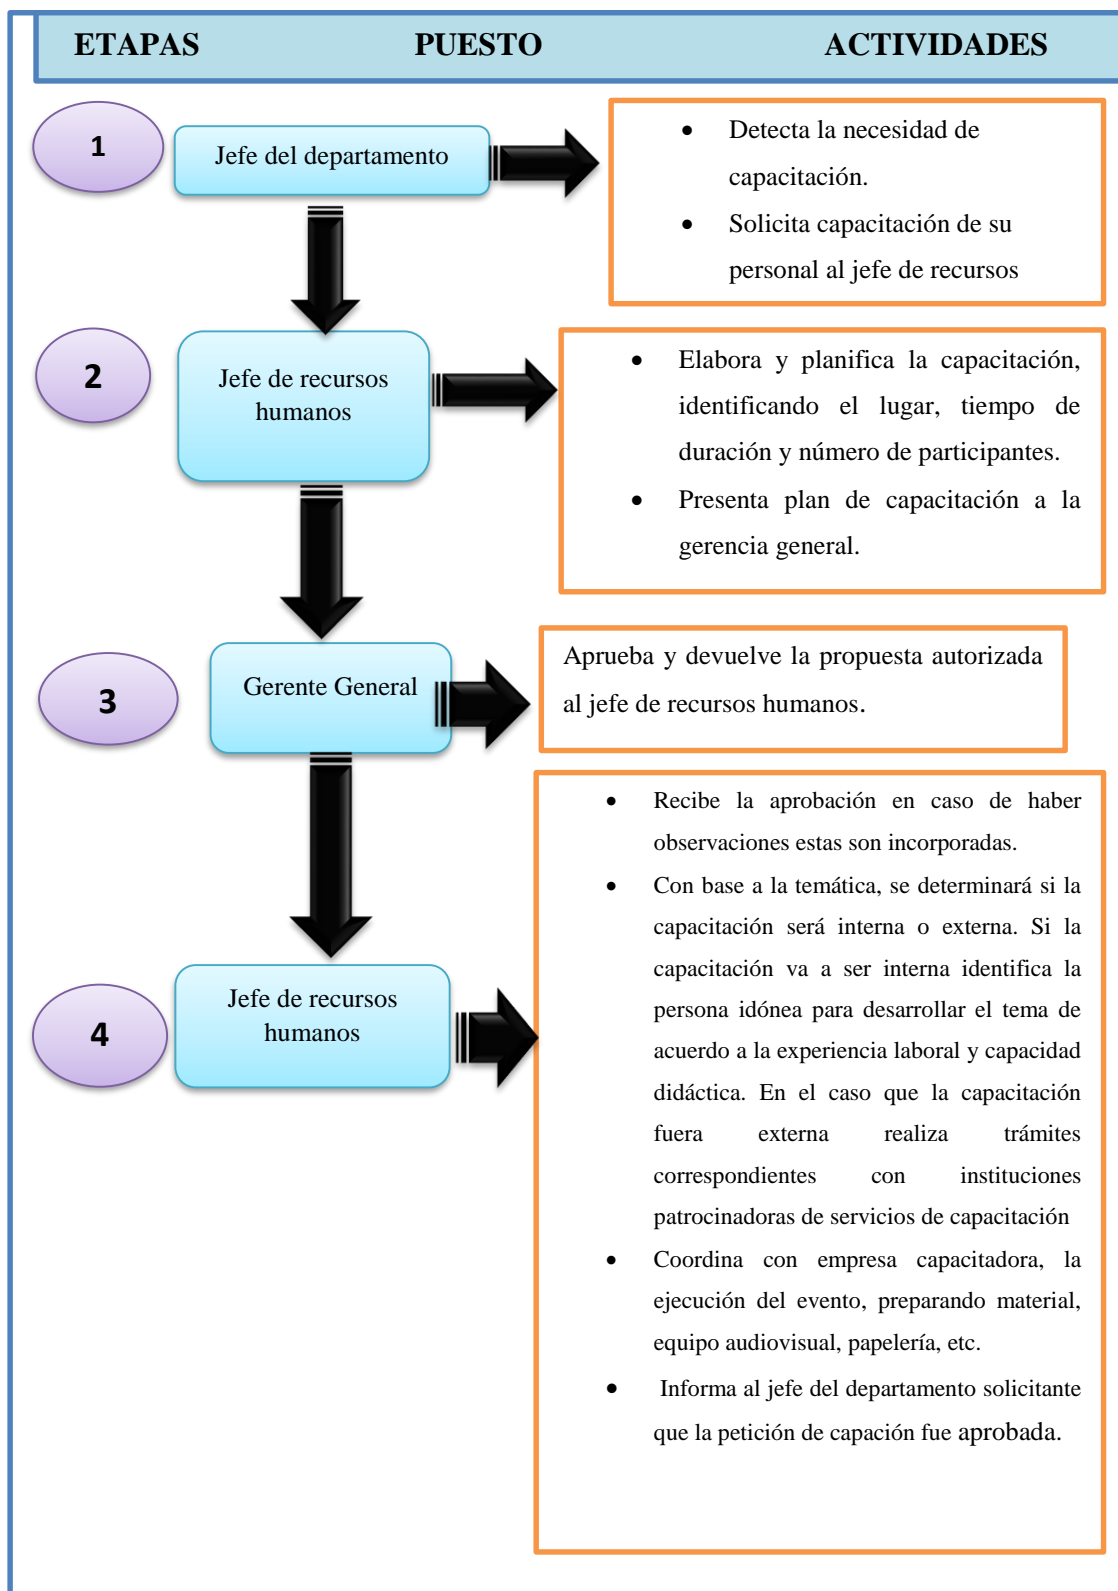 ETAPAS PUESTO ACTIVIDADES
1
Jefe del departamento
• Detecta la necesidad de
capacitación.
• Solicita capacitación de su
personal al jefe de recursos
2
Jefe de recursos
humanos
• Elabora y planifica la capacitación,
identificando el lugar, tiempo de
duración y número de participantes.
• Presenta plan de capacitación a la
gerencia general.
3
Gerente General
Aprueba y devuelve la propuesta autorizada
al jefe de recursos humanos.
4
Jefe de recursos
humanos
• Recibe la aprobación en caso de haber
observaciones estas son incorporadas.
• Con base a la temática, se determinará si la
capacitación será interna o externa. Si la
capacitación va a ser interna identifica la
persona idónea para desarrollar el tema de
acuerdo a la experiencia laboral y capacidad
didáctica. En el caso que la capacitación
fuera externa realiza trámites
correspondientes con instituciones
patrocinadoras de servicios de capacitación
• Coordina con empresa capacitadora, la
ejecución del evento, preparando material,
equipo audiovisual, papelería, etc.
• Informa al jefe del departamento solicitante
que la petición de capación fue aprobada.